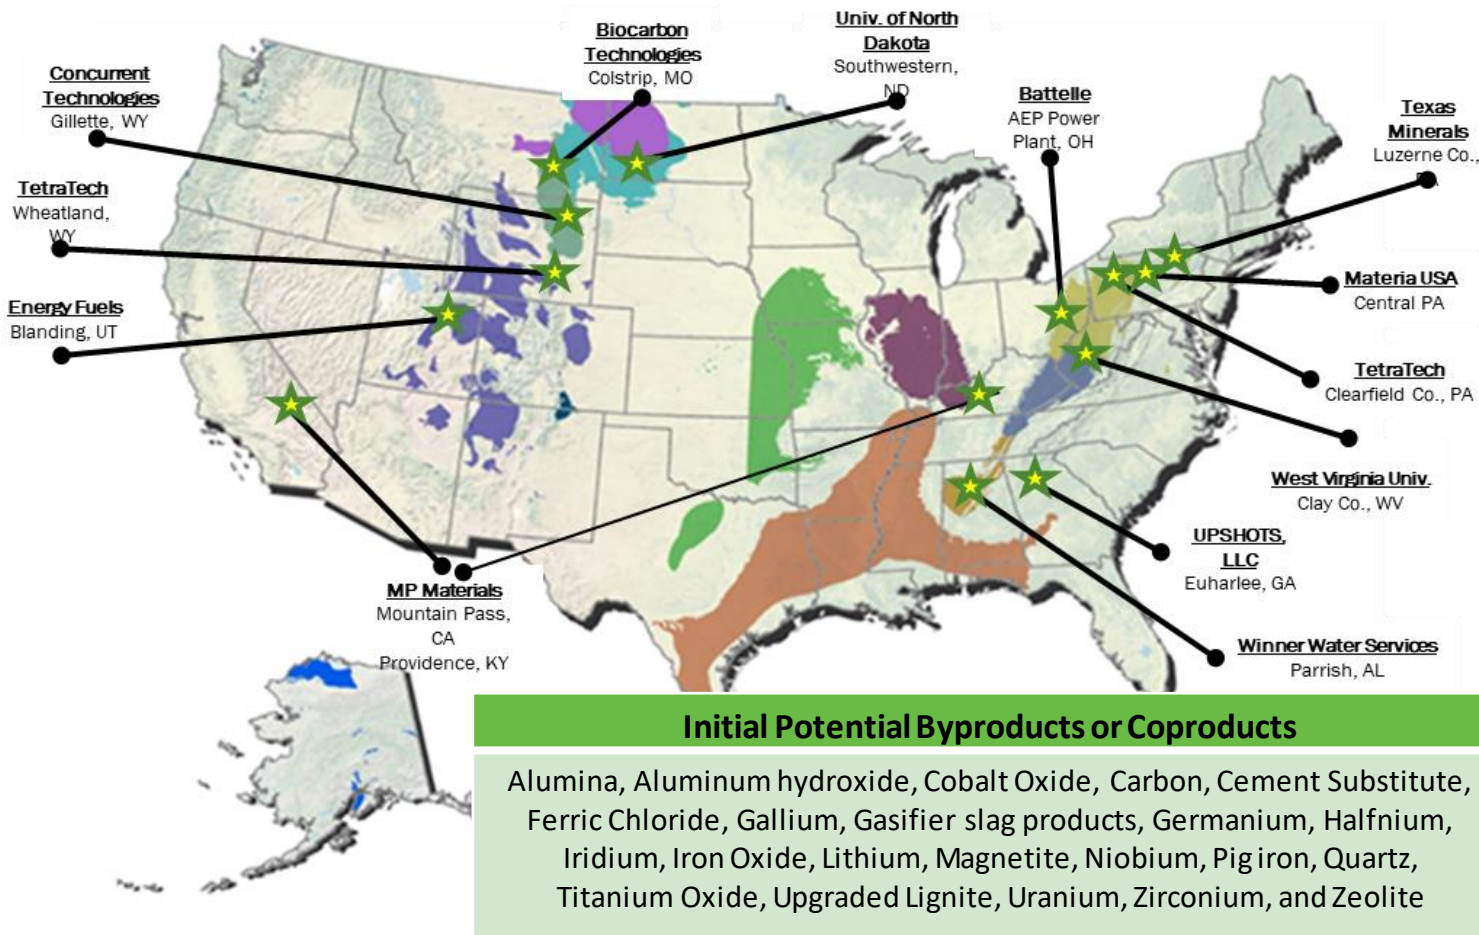 Biocarbon
Technologies
Colstrip, MO
Univ. of North
Dakota
Southwestern,
ND
Concurrent
Technologies
Gillette, WY
Battelle
AEP Power
Plant, OH
Texas
Minerals
Luzerne Co.,
TetraTech
Wheatland,
WY
Materia USA
Central PA
Energy Fuels
Blanding, UT
TetraTech
Clearfield Co., PA
West Virginia Univ.
Clay Co., WV
UPSHOTS,
LLC
Euharlee, GA
MP Materials
Mountain Pass,
CA
Providence, KY
Winner Water Services
Parrish, AL
Initial Potential Byproducts or Coproducts
Alumina, Aluminum hydroxide, Cobalt Oxide, Carbon, Cement Substitute,
Ferric Chloride, Gallium, Gasifier slag products, Germanium, Halfnium,
Iridium, Iron Oxide, Lithium, Magnetite, Niobium, Pig iron, Quartz,
Titanium Oxide, Upgraded Lignite, Uranium, Zirconium, and Zeolite